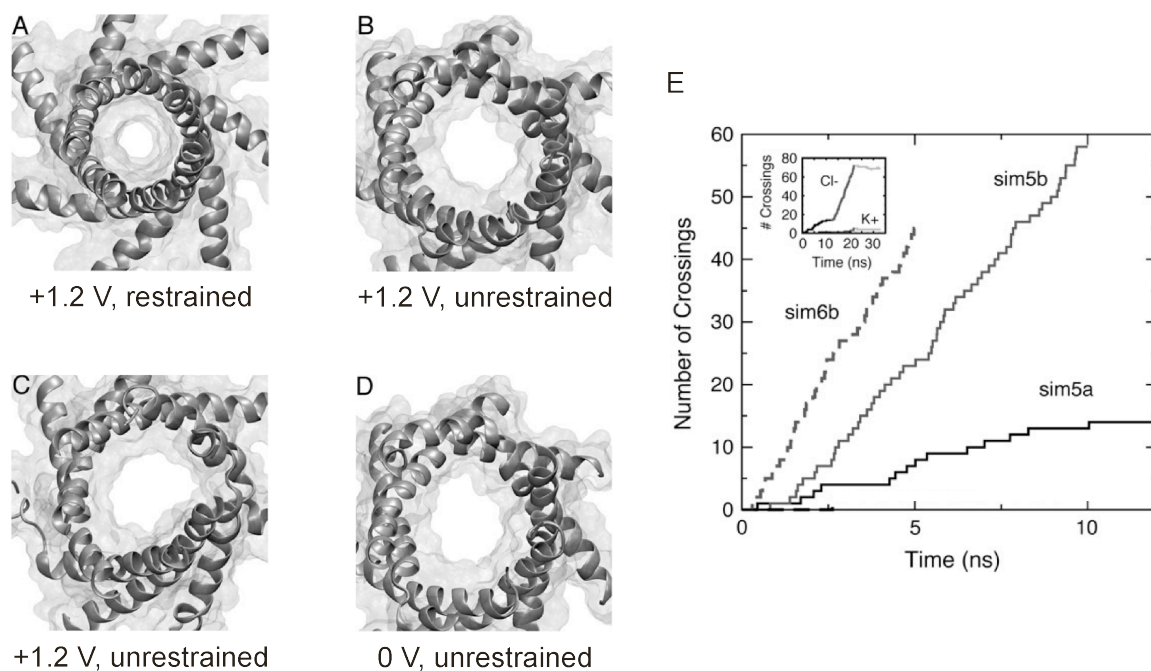 A
B
+1.2 V, restrained
+1.2 V, unrestrained
C
D
+1.2 V, unrestrained
0 V, unrestrained
E
Number of Crossings
60
50
40
30
20
10
0
0
5
10
Time (ns)
sim5b
sim6b
sim5a
# Crossings
80
60
40
20
0
0
10
20
30
Time (ns)
Cl-
K+